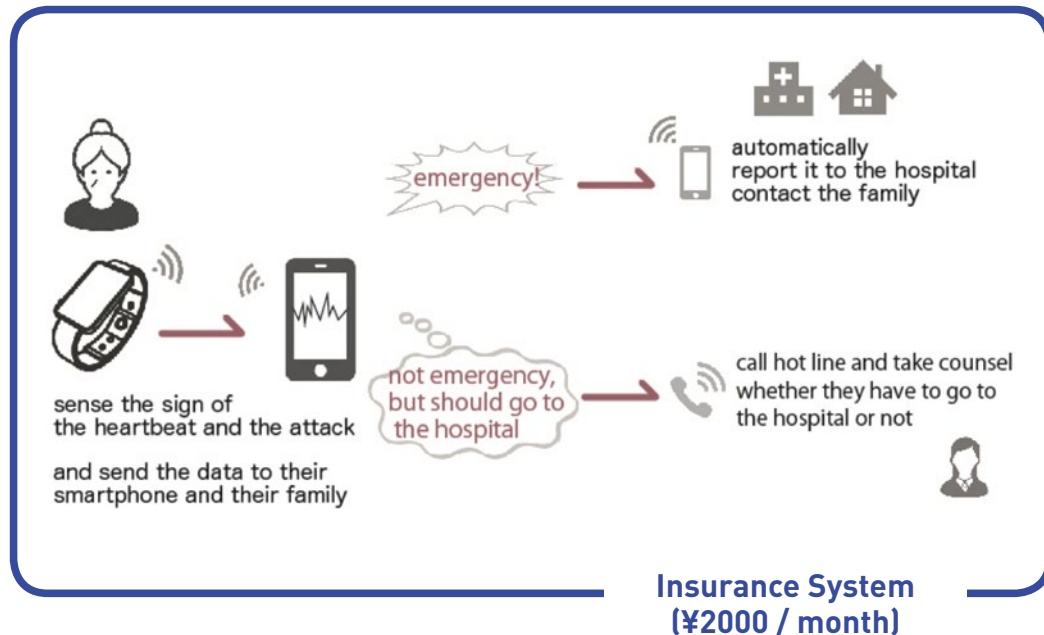 emergency!
automatically
report it to the hospital
contact the family
sense the sign of
the heartbeat and the attack
and send the data to their
smartphone and their family
not emergency,
but should go to
the hospital
call hot line and take counsel
whether they have to go to
the hospital or not
Insurance System
(¥2000 / month)